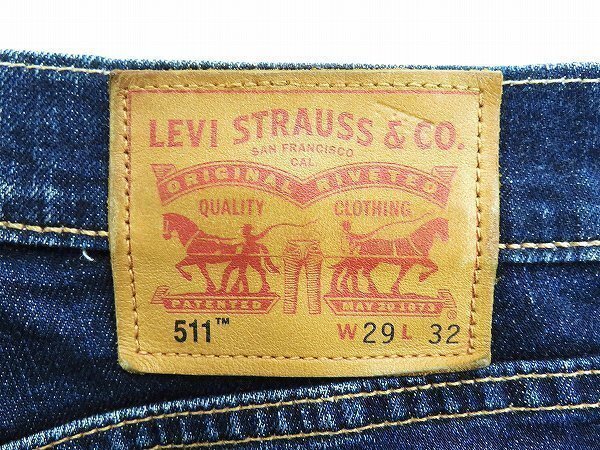 LEVI STRAUSS & CO.
SAN FRANCISCO
CAL
ORIGINAL RIVETED
QUALITY CLOTHING
PATENTED MAY 20 1873
®
511™ W 29 L 32